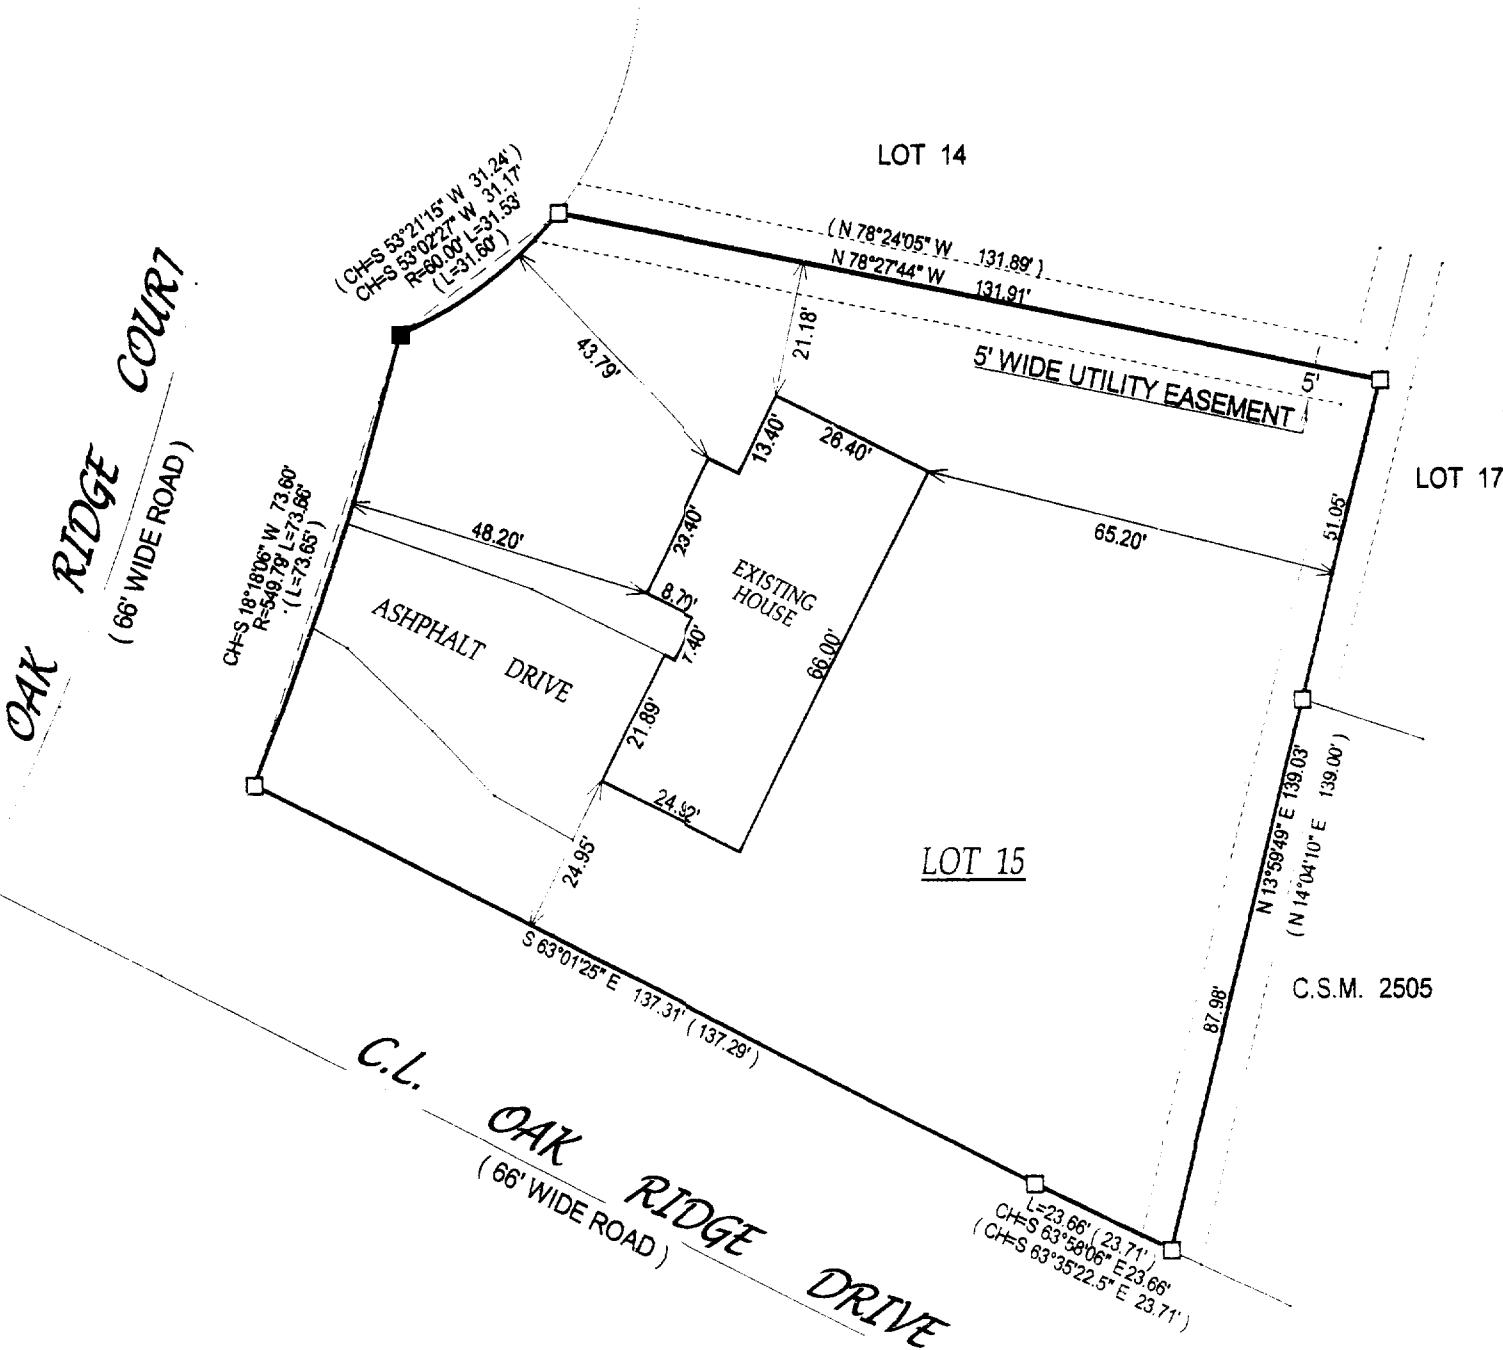 LOT 14
( CH=S 53°21'15" W 31.24' )
CH=S 53°02'27" W 31.17'
R=60.00' L=31.53'
( L=31.60' )
( N 78°24'05" W 131.89' )
N 78°27'44" W 131.91'
21.18'
43.79'
5' WIDE UTILITY EASEMENT
5'
13.40'
26.40'
LOT 17
51.05'
65.20'
48.20'
23.40'
8.70'
7.40'
EXISTING
HOUSE
66.00'
21.89'
24.92'
24.95'
ASHPHALT DRIVE
CH=S 18°18'06" W 73.60'
R=549.79' L=73.66'
( L=73.65' )
OAK RIDGE COURT
( 66' WIDE ROAD )
LOT 15
N 13°59'49" E 139.03'
( N 14°04'10" E 139.00' )
87.98'
C.S.M. 2505
S 63°01'25" E 137.31' ( 137.29' )
C.L. OAK RIDGE DRIVE
( 66' WIDE ROAD )
L=23.66' ( 23.71' )
CH=S 63°58'06" E 23.66'
( CH=S 63°35'22.5" E 23.71' )